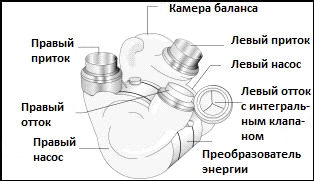 Камера баланса
Правый
приток
Левый приток
Левый насос
Левый отток
с интеграль-
ным клапа-
ном
Правый
отток
Правый
насос
Преобразователь
энергии